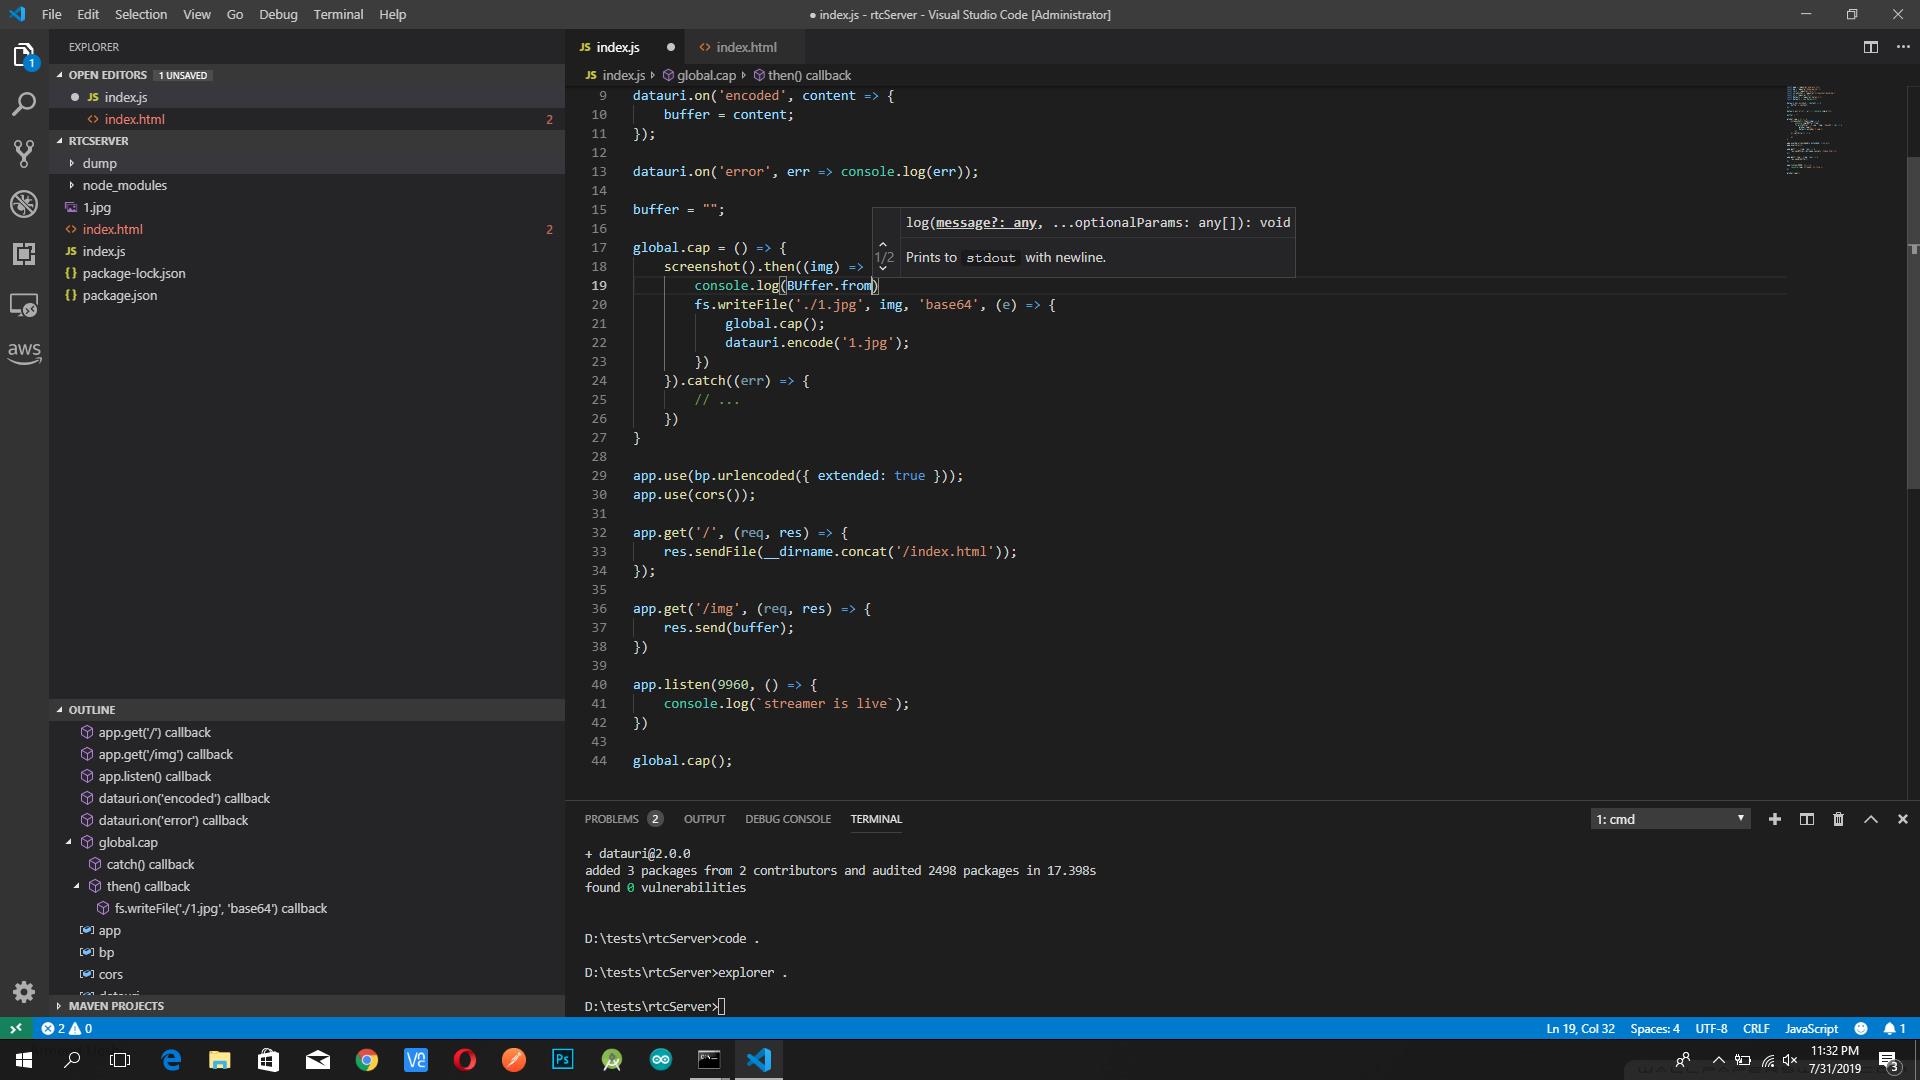 File Edit Selection View Go Debug Terminal Help
● index.js - rtcServer - Visual Studio Code [Administrator]
EXPLORER
1
OPEN EDITORS 1 UNSAVED
JS index.js
<> index.html 2
RTCSERVER
dump
node_modules
1.jpg
<> index.html 2
JS index.js
{} package-lock.json
{} package.json
aws
OUTLINE
app.get('/') callback
app.get('/img') callback
app.listen() callback
datauri.on('encoded') callback
datauri.on('error') callback
global.cap
catch() callback
then() callback
fs.writeFile('./1.jpg', 'base64') callback
app
bp
cors
MAVEN PROJECTS
JS index.js ● <> index.html
JS index.js global.cap then() callback
9 datauri.on('encoded', content => {
10 buffer = content;
11 });
12
13 datauri.on('error', err => console.log(err));
14
15 buffer = "";
16
17 global.cap = () => {
18 screenshot().then((img) =>
19 console.log(BUffer.from)
20 fs.writeFile('./1.jpg', img, 'base64', (e) => {
21 global.cap();
22 datauri.encode('1.jpg');
23 })
24 }).catch((err) => {
25 // ...
26 })
27 }
28
29 app.use(bp.urlencoded({ extended: true }));
30 app.use(cors());
31
32 app.get('/', (req, res) => {
33 res.sendFile(__dirname.concat('/index.html'));
34 });
35
36 app.get('/img', (req, res) => {
37 res.send(buffer);
38 })
39
40 app.listen(9960, () => {
41 console.log(`streamer is live`);
42 })
43
44 global.cap();
log(message?: any, ...optionalParams: any[]): void
1/2 Prints to stdout with newline.
PROBLEMS 2 OUTPUT DEBUG CONSOLE TERMINAL
1: cmd
+ datauri@2.0.0
added 3 packages from 2 contributors and audited 2498 packages in 17.398s
found 0 vulnerabilities
D:\tests\rtcServer>code .
D:\tests\rtcServer>explorer .
D:\tests\rtcServer>
2 0
Ln 19, Col 32 Spaces: 4 UTF-8 CRLF JavaScript 1
Ps
11:32 PM
7/31/2019
3